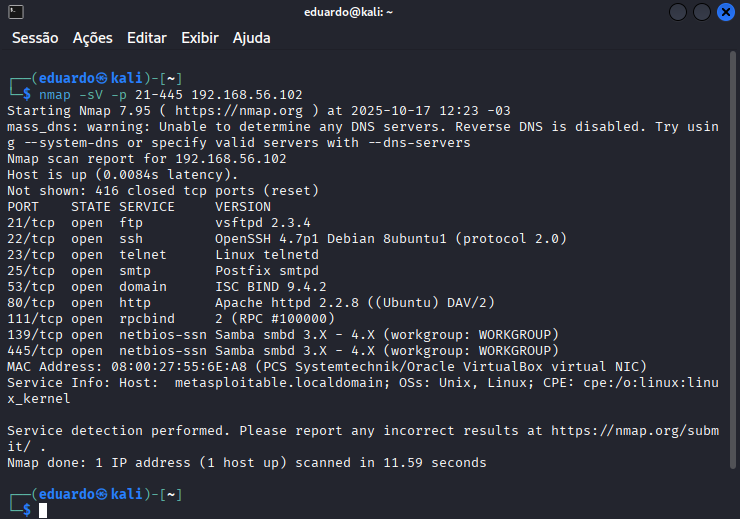 eduardo@kali: ~
Sessão Ações Editar Exibir Ajuda
┌──(eduardo㉿kali)-[~]
└─$ nmap -sV -p 21-445 192.168.56.102
Starting Nmap 7.95 ( https://nmap.org ) at 2025-10-17 12:23 -03
mass_dns: warning: Unable to determine any DNS servers. Reverse DNS is disabled. Try usin
g --system-dns or specify valid servers with --dns-servers
Nmap scan report for 192.168.56.102
Host is up (0.0084s latency).
Not shown: 416 closed tcp ports (reset)
PORT    STATE SERVICE     VERSION
21/tcp  open  ftp         vsftpd 2.3.4
22/tcp  open  ssh         OpenSSH 4.7p1 Debian 8ubuntu1 (protocol 2.0)
23/tcp  open  telnet      Linux telnetd
25/tcp  open  smtp        Postfix smtpd
53/tcp  open  domain      ISC BIND 9.4.2
80/tcp  open  http        Apache httpd 2.2.8 ((Ubuntu) DAV/2)
111/tcp open  rpcbind     2 (RPC #100000)
139/tcp open  netbios-ssn Samba smbd 3.X - 4.X (workgroup: WORKGROUP)
445/tcp open  netbios-ssn Samba smbd 3.X - 4.X (workgroup: WORKGROUP)
MAC Address: 08:00:27:55:6E:A8 (PCS Systemtechnik/Oracle VirtualBox virtual NIC)
Service Info: Host:  metasploitable.localdomain; OSs: Unix, Linux; CPE: cpe:/o:linux:linu
x_kernel
Service detection performed. Please report any incorrect results at https://nmap.org/subm
it/ .
Nmap done: 1 IP address (1 host up) scanned in 11.59 seconds
┌──(eduardo㉿kali)-[~]
└─$